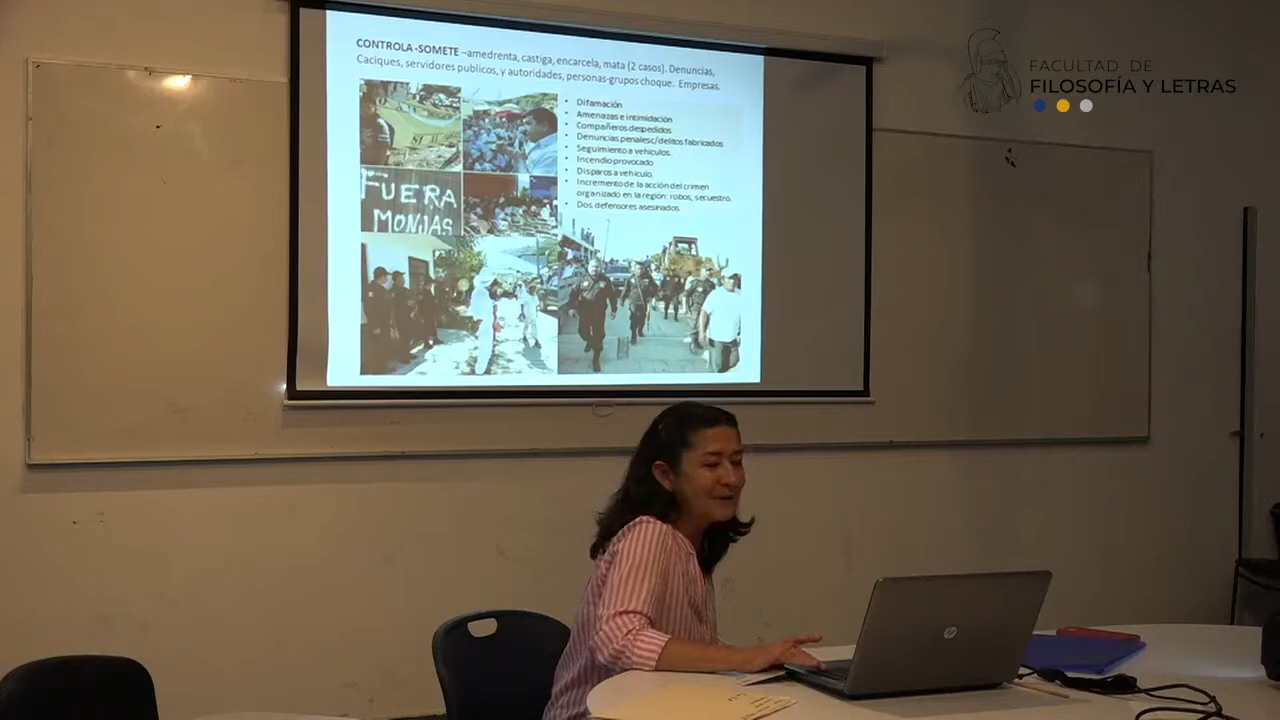 CONTROLA -SOMETE –amedrenta, castiga, encarcela, mata (2 casos). Denuncias,
Caciques, servidores publicos, y autoridades, personas-grupos choque. Empresas.
• Difamación
• Amenazas e intimidación
• Compañeros despedidos
• Denuncias penalesc/delitos fabricados
• Seguimiento a vehículos.
• Incendio provocado
• Disparos a vehículo.
• Incremento de la acción del crimen
organizado en la región: robos, secuestro.
• Dos defensores asesinados.
FUERA
MONJAS
FACULTAD DE
FILOSOFÍA Y LETRAS
hp